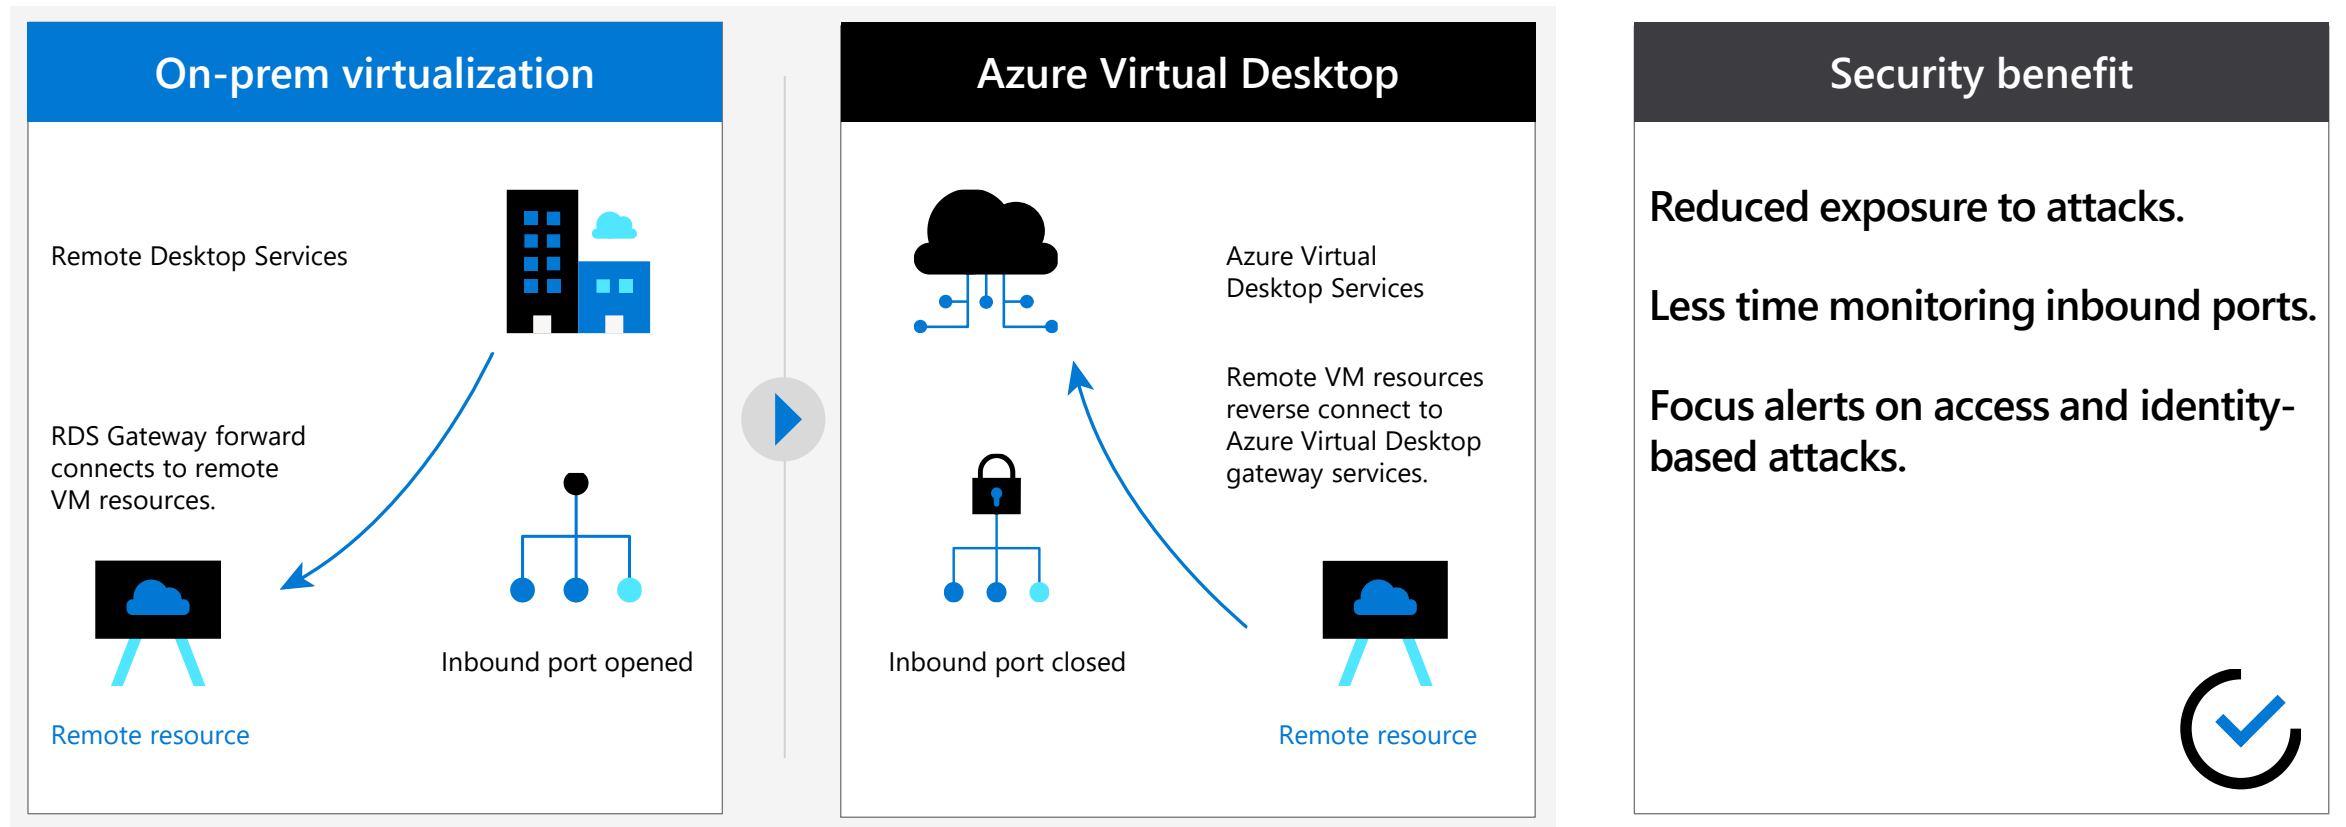 On-prem virtualization
Remote Desktop Services
RDS Gateway forward
connects to remote
VM resources.
Inbound port opened
Remote resource
Azure Virtual Desktop
Azure Virtual
Desktop Services
Remote VM resources
reverse connect to
Azure Virtual Desktop
gateway services.
Inbound port closed
Remote resource
Security benefit
Reduced exposure to attacks.
Less time monitoring inbound ports.
Focus alerts on access and identity-
based attacks.